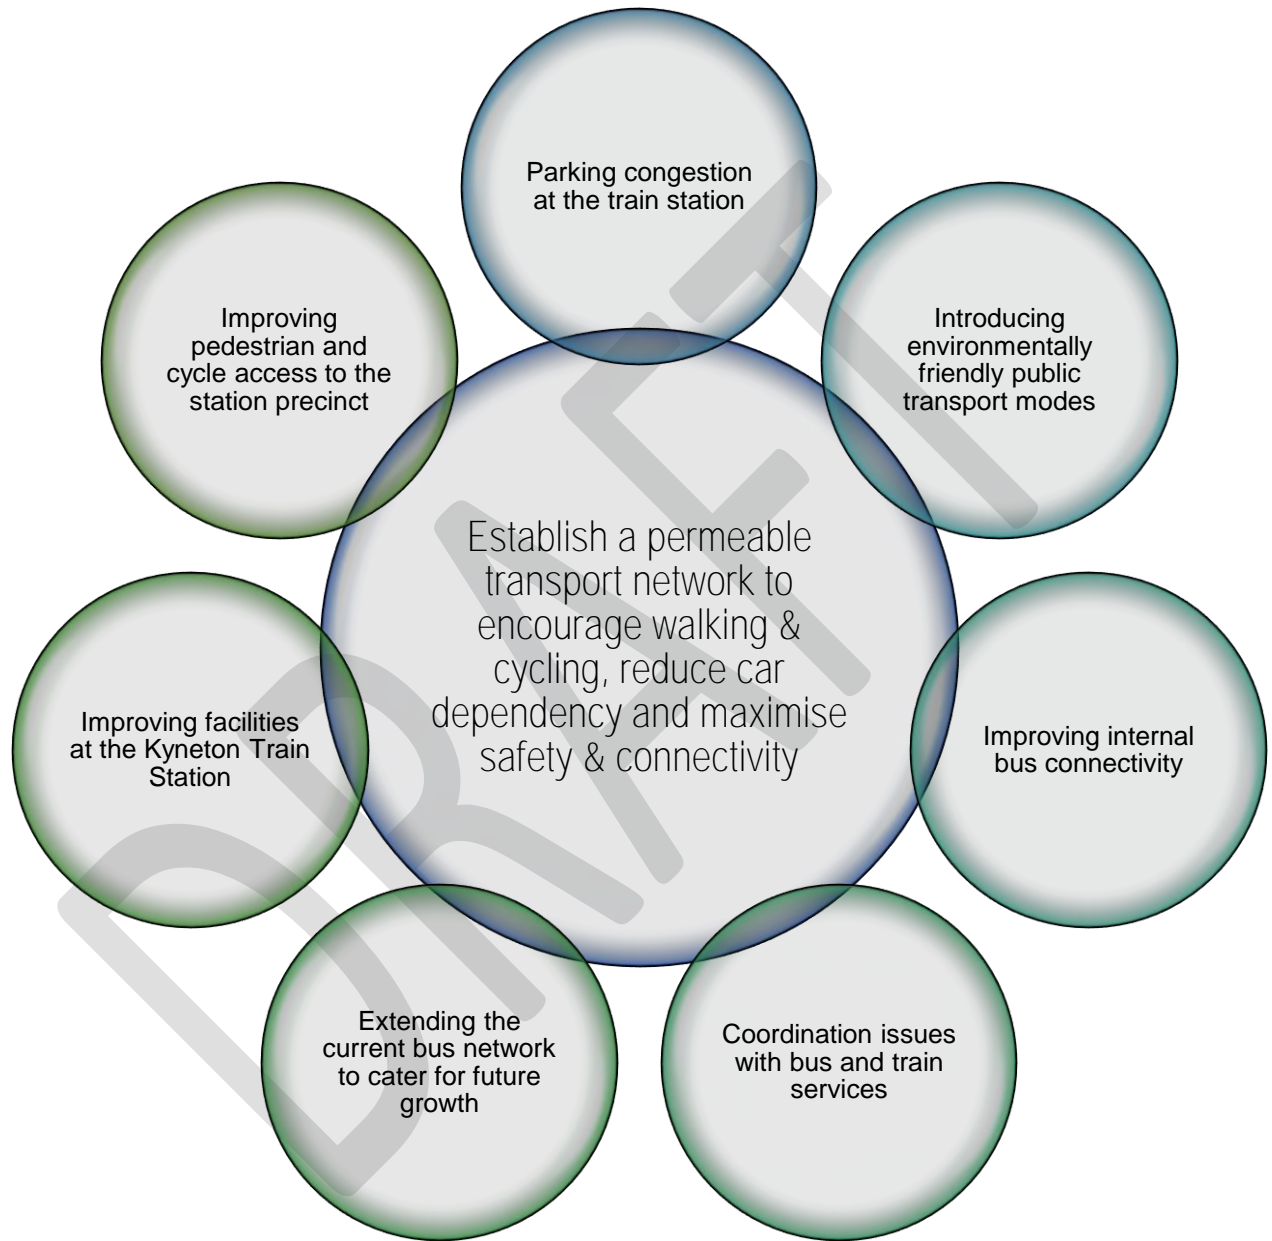 Parking congestion
at the train station
Introducing
environmentally
friendly public
transport modes
Improving internal
bus connectivity
Coordination issues
with bus and train
services
Extending the
current bus network
to cater for future
growth
Improving facilities
at the Kyneton Train
Station
Improving
pedestrian and
cycle access to the
station precinct
Establish a permeable
transport network to
encourage walking &
cycling, reduce car
dependency and maximise
safety & connectivity
DRAFT